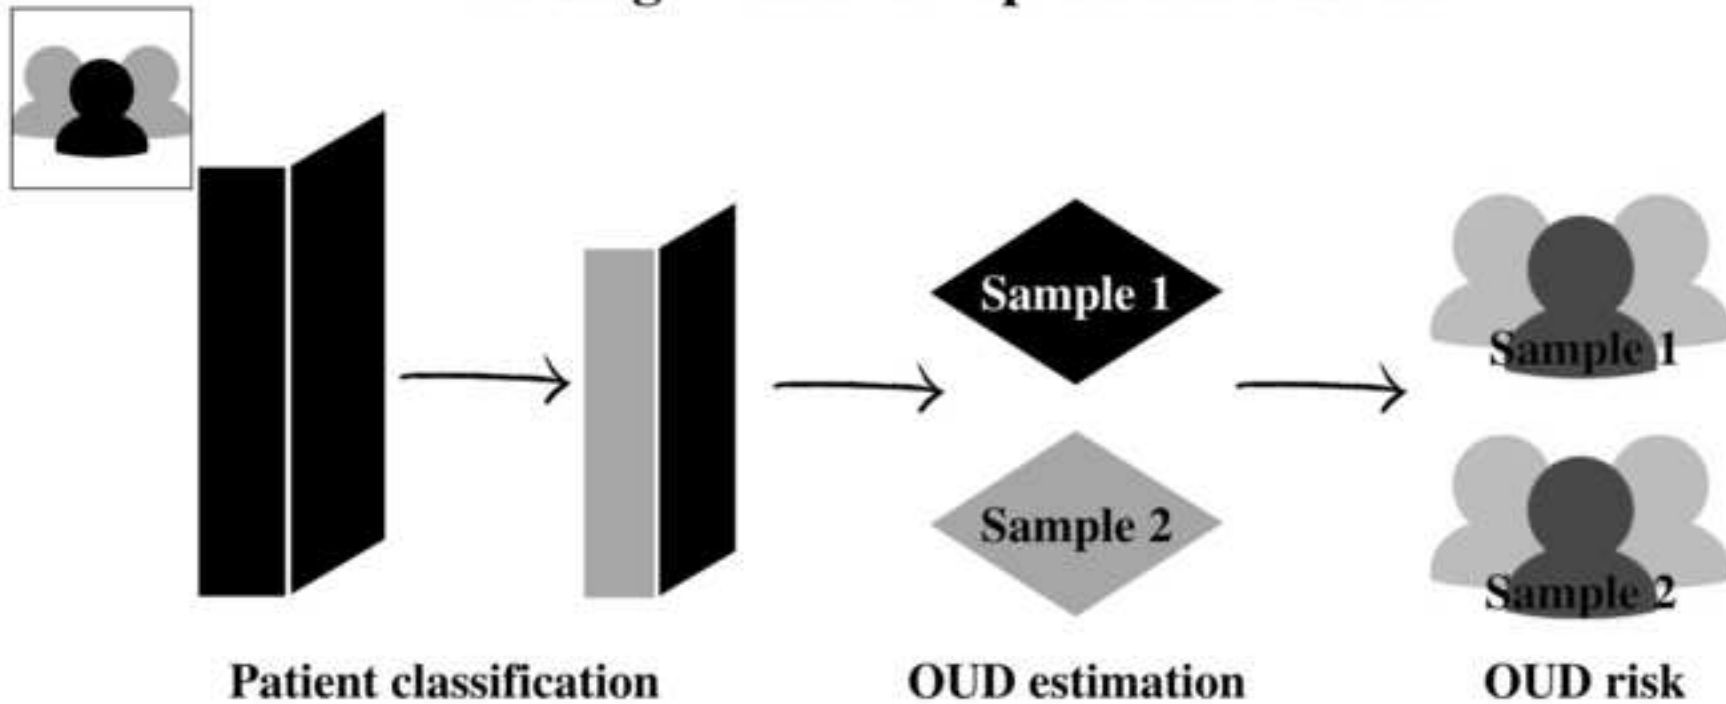 Sample 1
Sample 2
Sample 1
Sample 2
Patient classification
OUD estimation
OUD risk